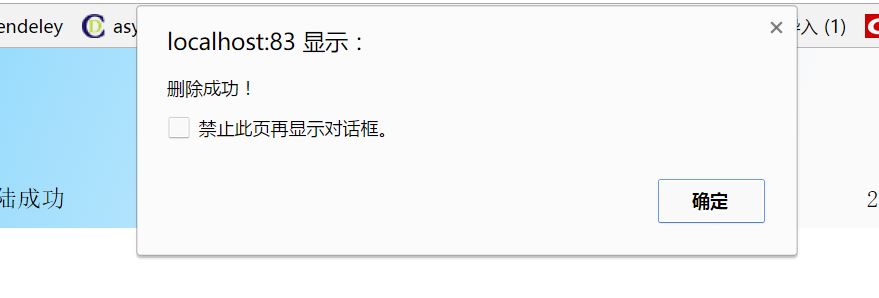 endeley
asy
导入 (1)
localhost:83 显示：
删除成功！
禁止此页再显示对话框。
确定
陆成功
2